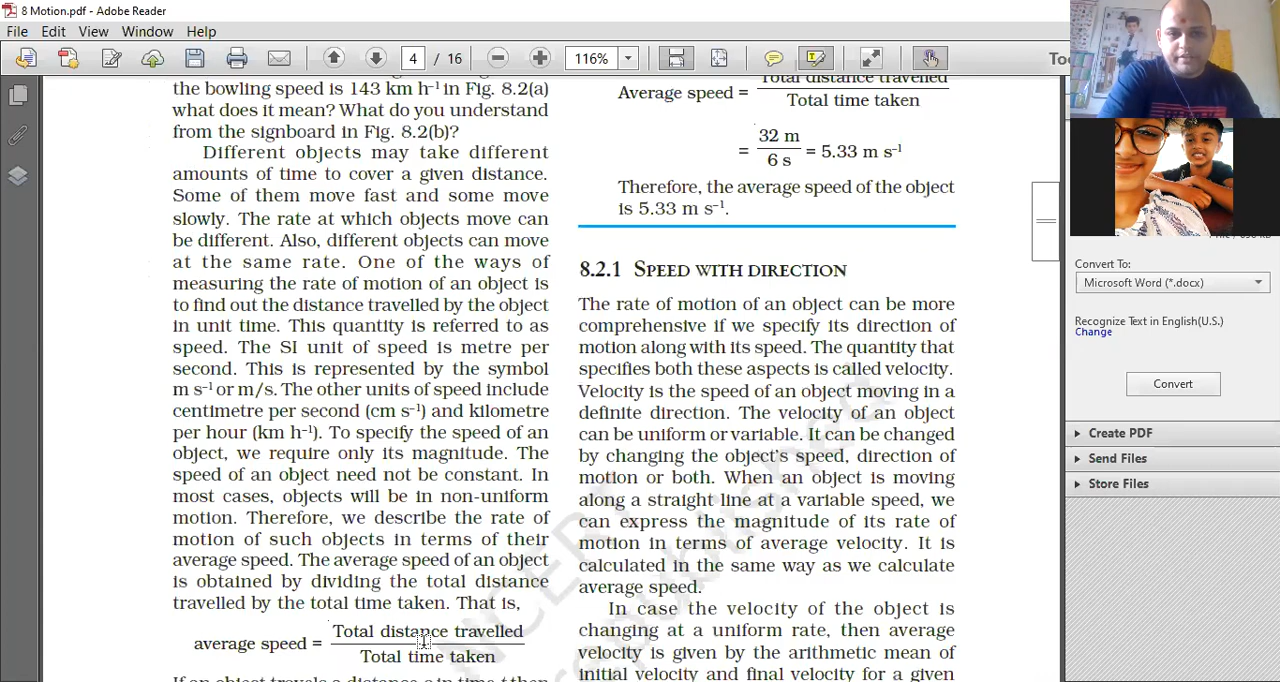 8 Motion.pdf - Adobe Reader
File Edit View Window Help
4 / 16 116%
the bowling speed is 143 km h⁻¹ in Fig. 8.2(a)
what does it mean? What do you understand
from the signboard in Fig. 8.2(b)?
Different objects may take different
amounts of time to cover a given distance.
Some of them move fast and some move
slowly. The rate at which objects move can
be different. Also, different objects can move
at the same rate. One of the ways of
measuring the rate of motion of an object is
to find out the distance travelled by the object
in unit time. This quantity is referred to as
speed. The SI unit of speed is metre per
second. This is represented by the symbol
m s⁻¹ or m/s. The other units of speed include
centimetre per second (cm s⁻¹) and kilometre
per hour (km h⁻¹). To specify the speed of an
object, we require only its magnitude. The
speed of an object need not be constant. In
most cases, objects will be in non-uniform
motion. Therefore, we describe the rate of
motion of such objects in terms of their
average speed. The average speed of an object
is obtained by dividing the total distance
travelled by the total time taken. That is,
average speed = Total distance travelled
Total time taken
If an object travels a distance s in time t then
Total distance travelled
Average speed =
Total time taken
= 32 m
6 s = 5.33 m s⁻¹
Therefore, the average speed of the object
is 5.33 m s⁻¹.
8.2.1 SPEED WITH DIRECTION
The rate of motion of an object can be more
comprehensive if we specify its direction of
motion along with its speed. The quantity that
specifies both these aspects is called velocity.
Velocity is the speed of an object moving in a
definite direction. The velocity of an object
can be uniform or variable. It can be changed
by changing the object's speed, direction of
motion or both. When an object is moving
along a straight line at a variable speed, we
can express the magnitude of its rate of
motion in terms of average velocity. It is
calculated in the same way as we calculate
average speed.
In case the velocity of the object is
changing at a uniform rate, then average
velocity is given by the arithmetic mean of
initial velocity and final velocity for a given
NCERT
republished
Convert To:
Microsoft Word (*.docx)
Recognize Text in English(U.S.)
Change
Convert
Create PDF
Send Files
Store Files